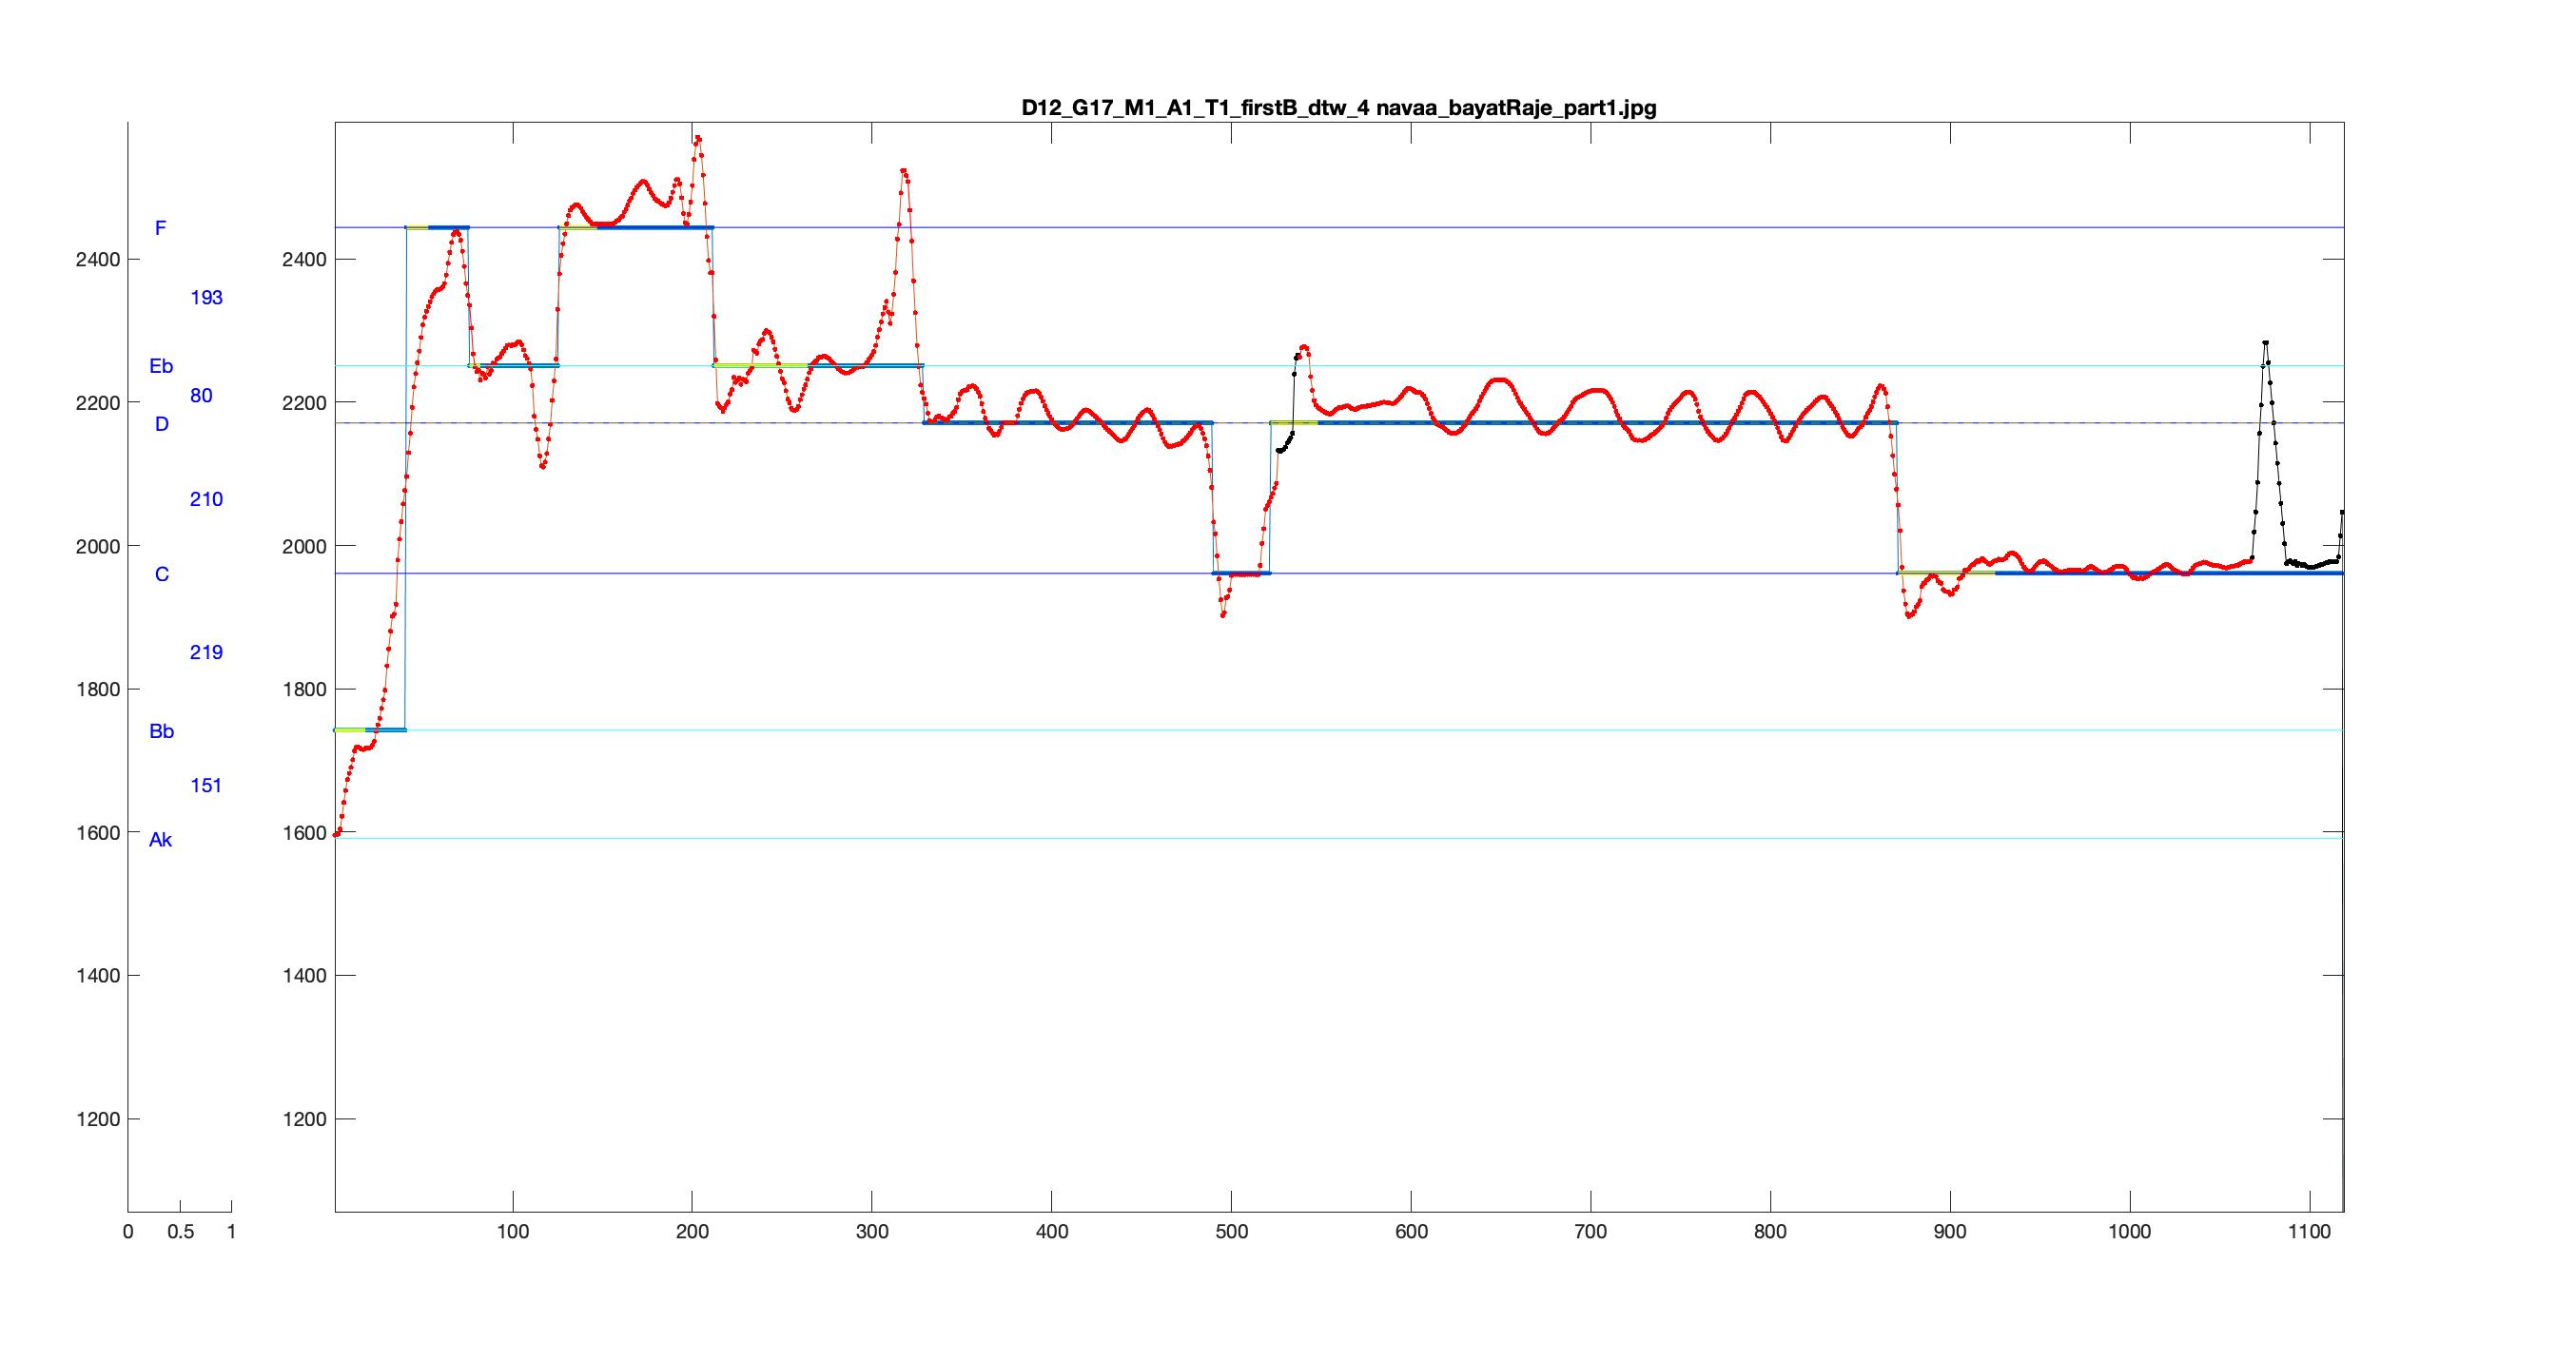 D12_G17_M1_A1_T1_firstB_dtw_4 navaa_bayatRaje_part1.jpg
F
2400 2400
193
Eb
80
2200 2200
D
210
2000 2000
C
219
1800 1800
Bb
151
1600 1600
Ak
1400 1400
1200 1200
0 0.5 1 100 200 300 400 500 600 700 800 900 1000 1100